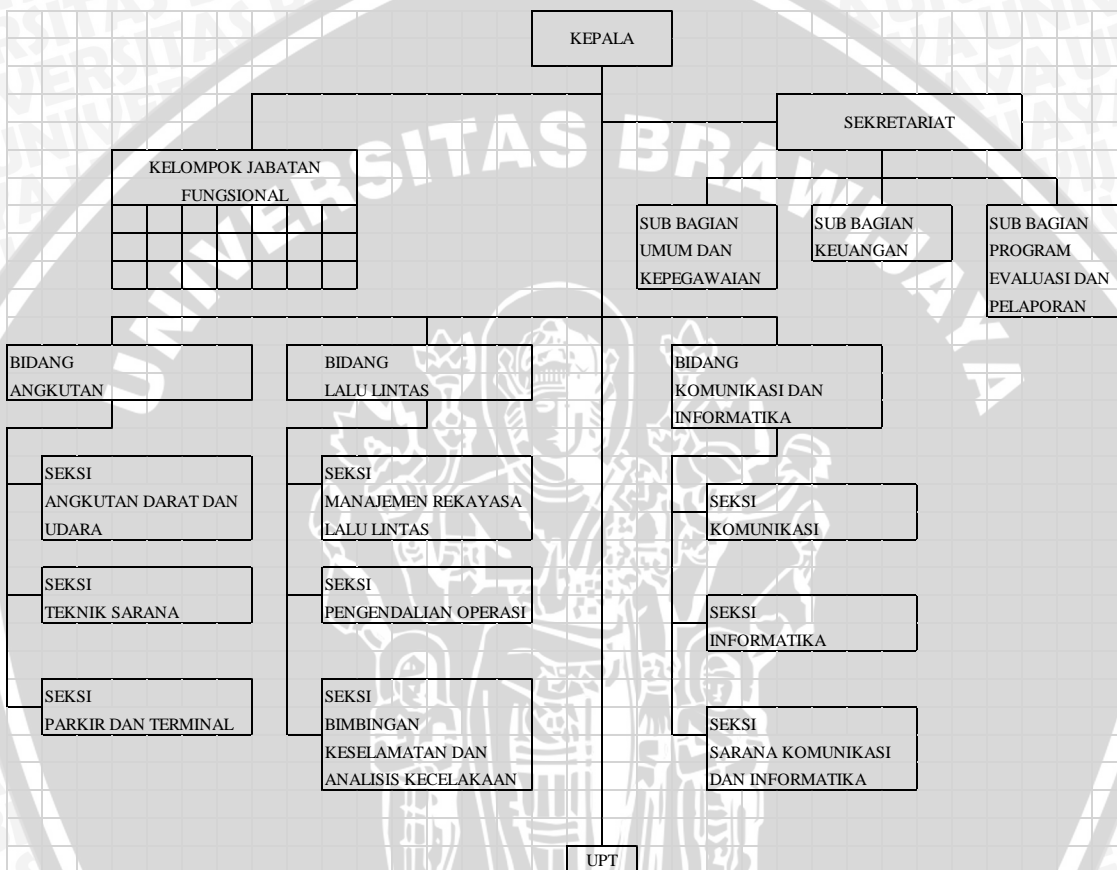 KEPALA
SEKRETARIAT
KELOMPOK JABATAN
FUNGSIONAL
SUB BAGIAN
UMUM DAN
KEPEGAWAIAN
SUB BAGIAN
KEUANGAN
SUB BAGIAN
PROGRAM
EVALUASI DAN
PELAPORAN
BIDANG
ANGKUTAN
BIDANG
LALU LINTAS
BIDANG
KOMUNIKASI DAN
INFORMATIKA
SEKSI
ANGKUTAN DARAT DAN
UDARA
SEKSI
TEKNIK SARANA
SEKSI
PARKIR DAN TERMINAL
SEKSI
MANAJEMEN REKAYASA
LALU LINTAS
SEKSI
PENGENDALIAN OPERASI
SEKSI
BIMBINGAN
KESELAMATAN DAN
ANALISIS KECELAKAAN
SEKSI
KOMUNIKASI
SEKSI
INFORMATIKA
SEKSI
SARANA KOMUNIKASI
DAN INFORMATIKA
UPT
UNIVERSITAS BRAWIJAYA